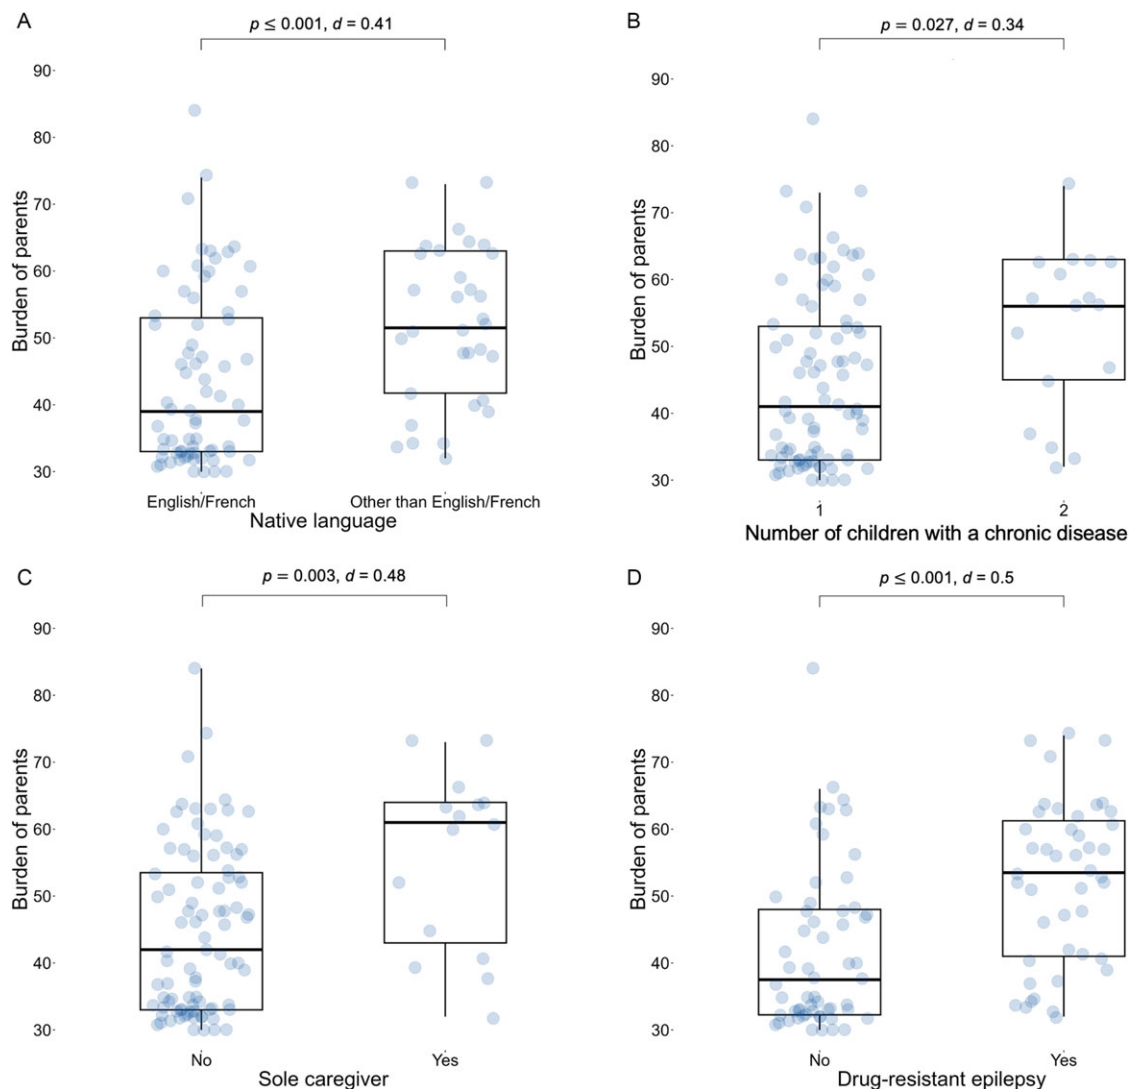 A
p ≤ 0.001, d = 0.41
90
80
70
60
50
40
30
Burden of parents
English/French
Other than English/French
Native language
B
p = 0.027, d = 0.34
90
80
70
60
50
40
30
Burden of parents
1
2
Number of children with a chronic disease
C
p = 0.003, d = 0.48
90
80
70
60
50
40
30
Burden of parents
No
Yes
Sole caregiver
D
p ≤ 0.001, d = 0.5
90
80
70
60
50
40
30
Burden of parents
No
Yes
Drug-resistant epilepsy